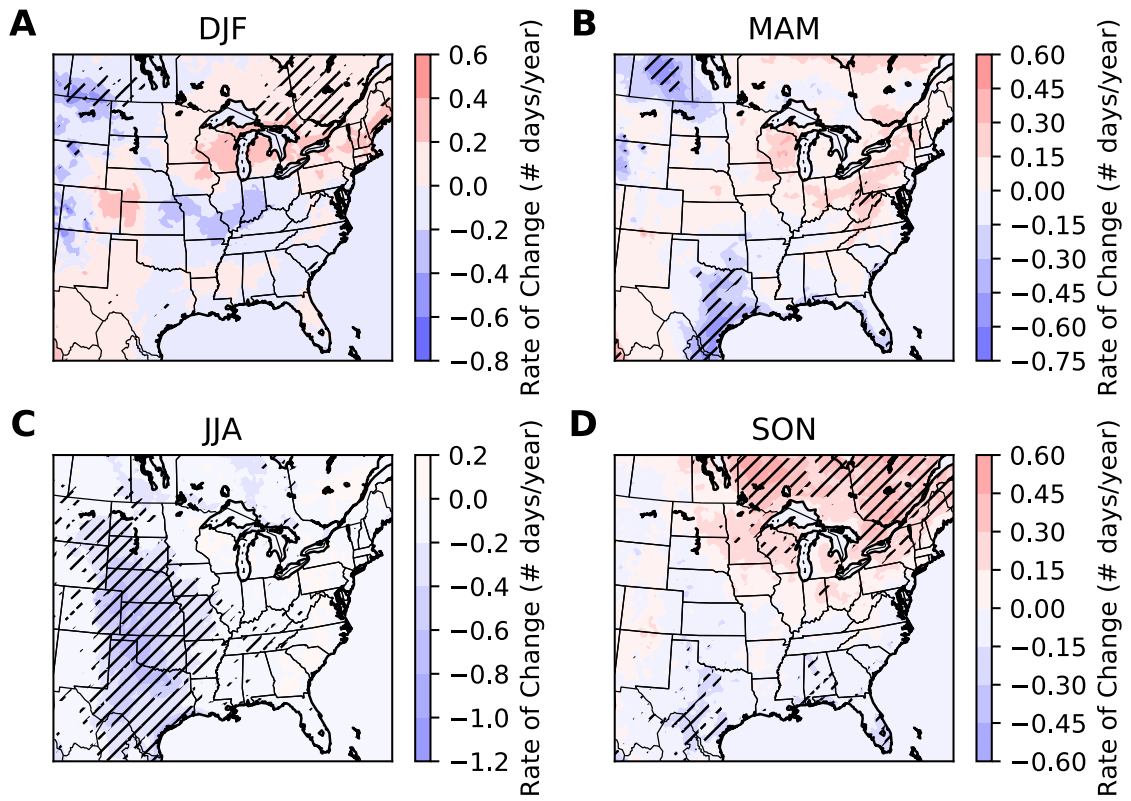 A
DJF
0.6
0.4
0.2
0.0
−0.2
−0.4
−0.6
−0.8
Rate of Change (# days/year)
B
MAM
0.60
0.45
0.30
0.15
0.00
−0.15
−0.30
−0.45
−0.60
−0.75
Rate of Change (# days/year)
C
JJA
0.2
0.0
−0.2
−0.4
−0.6
−0.8
−1.0
−1.2
Rate of Change (# days/year)
D
SON
0.60
0.45
0.30
0.15
0.00
−0.15
−0.30
−0.45
−0.60
Rate of Change (# days/year)